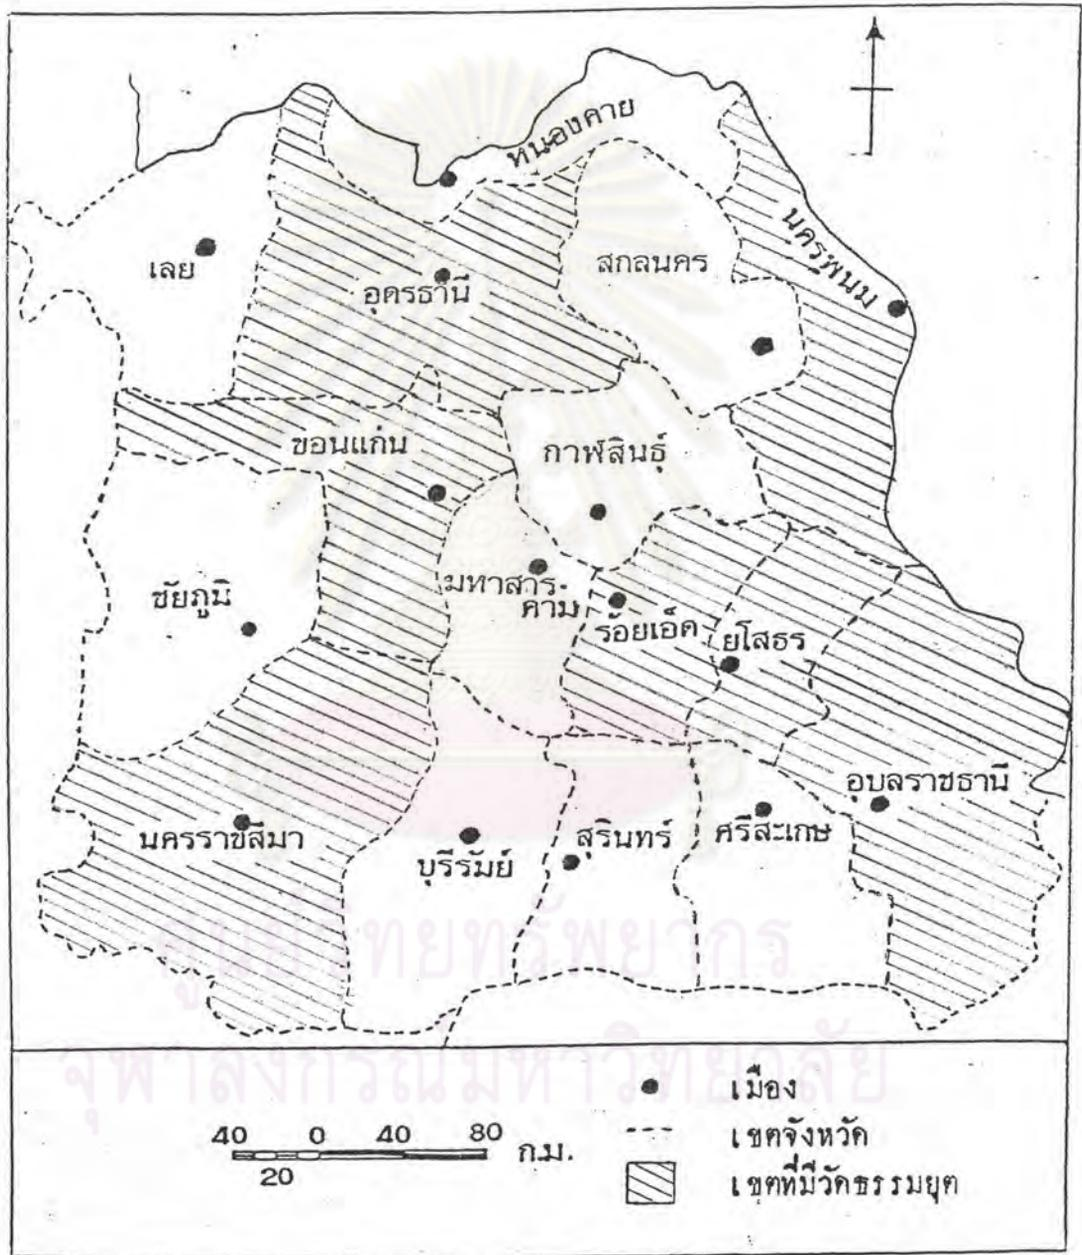 หนองคาย
เลย
อุดรธานี
สกลนคร
นครพนม
ขอนแก่น
กาฬสินธุ์
ชัยภูมิ
มหาสาร-
คาม
ร้อยเอ็ด
ยโสธร
นครราชสีมา
บุรีรัมย์
สุรินทร์
ศรีสะเกษ
อบลราชธานี
ศูนย์วิทยทรัพยากร
จุฬาลงกรณ์มหาวิทยาลัย
40 0 40 80 ก.ม.
20
เมือง
เขตจังหวัด
เขตที่มีวัดธรรมยุต